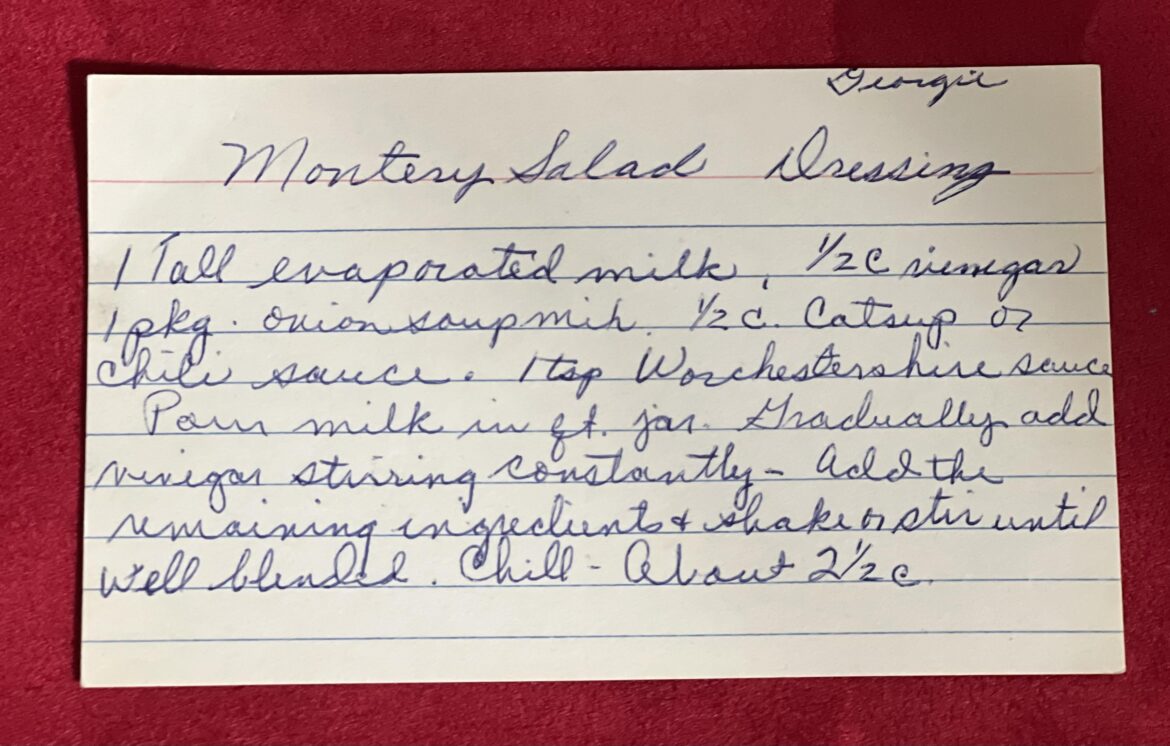 Georgie
Montery Salad Dressing
1 Tall evaporated milk, 1/2 c vinegar
1 pkg. onion soup mix. 1/2 c. Catsup or
Chili sauce. 1 tsp Worchestershire sauce
Pour milk in qt. jar. Gradually add
vinegar stirring constantly - Add the
remaining ingredients & shake or stir until
well blended. Chill - About 2 1/2 c.